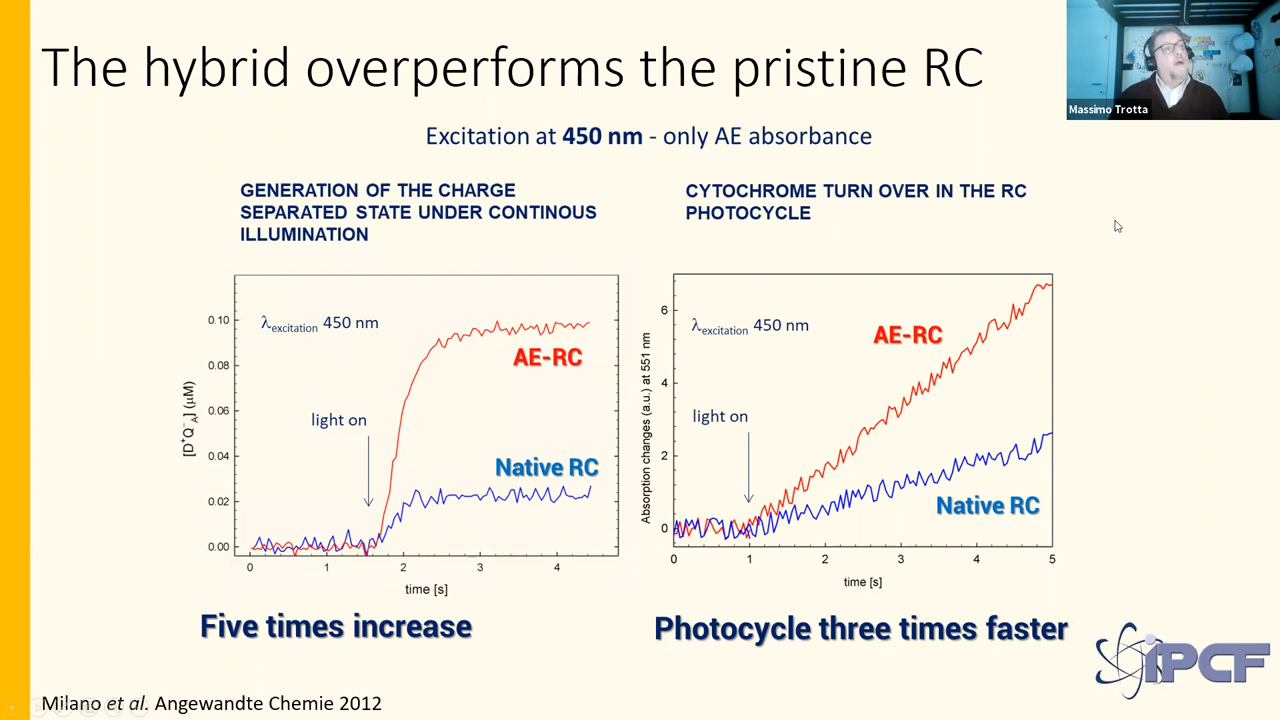 The hybrid overperforms the pristine RC
Massimo Trotta
Excitation at 450 nm - only AE absorbance
GENERATION OF THE CHARGE
SEPARATED STATE UNDER CONTINOUS
ILLUMINATION
CYTOCHROME TURN OVER IN THE RC
PHOTOCYCLE
[D⁺Q⁻A] (μM)
0.10
0.08
0.06
0.04
0.02
0.00
λexcitation 450 nm
AE-RC
light on
Native RC
0 1 2 3 4
time [s]
Absorption changes (a.u.) at 551 nm
6
4
2
0
λexcitation 450 nm
AE-RC
light on
Native RC
0 1 2 3 4 5
time [s]
Five times increase
Photocycle three times faster
iPCF
Milano et al. Angewandte Chemie 2012